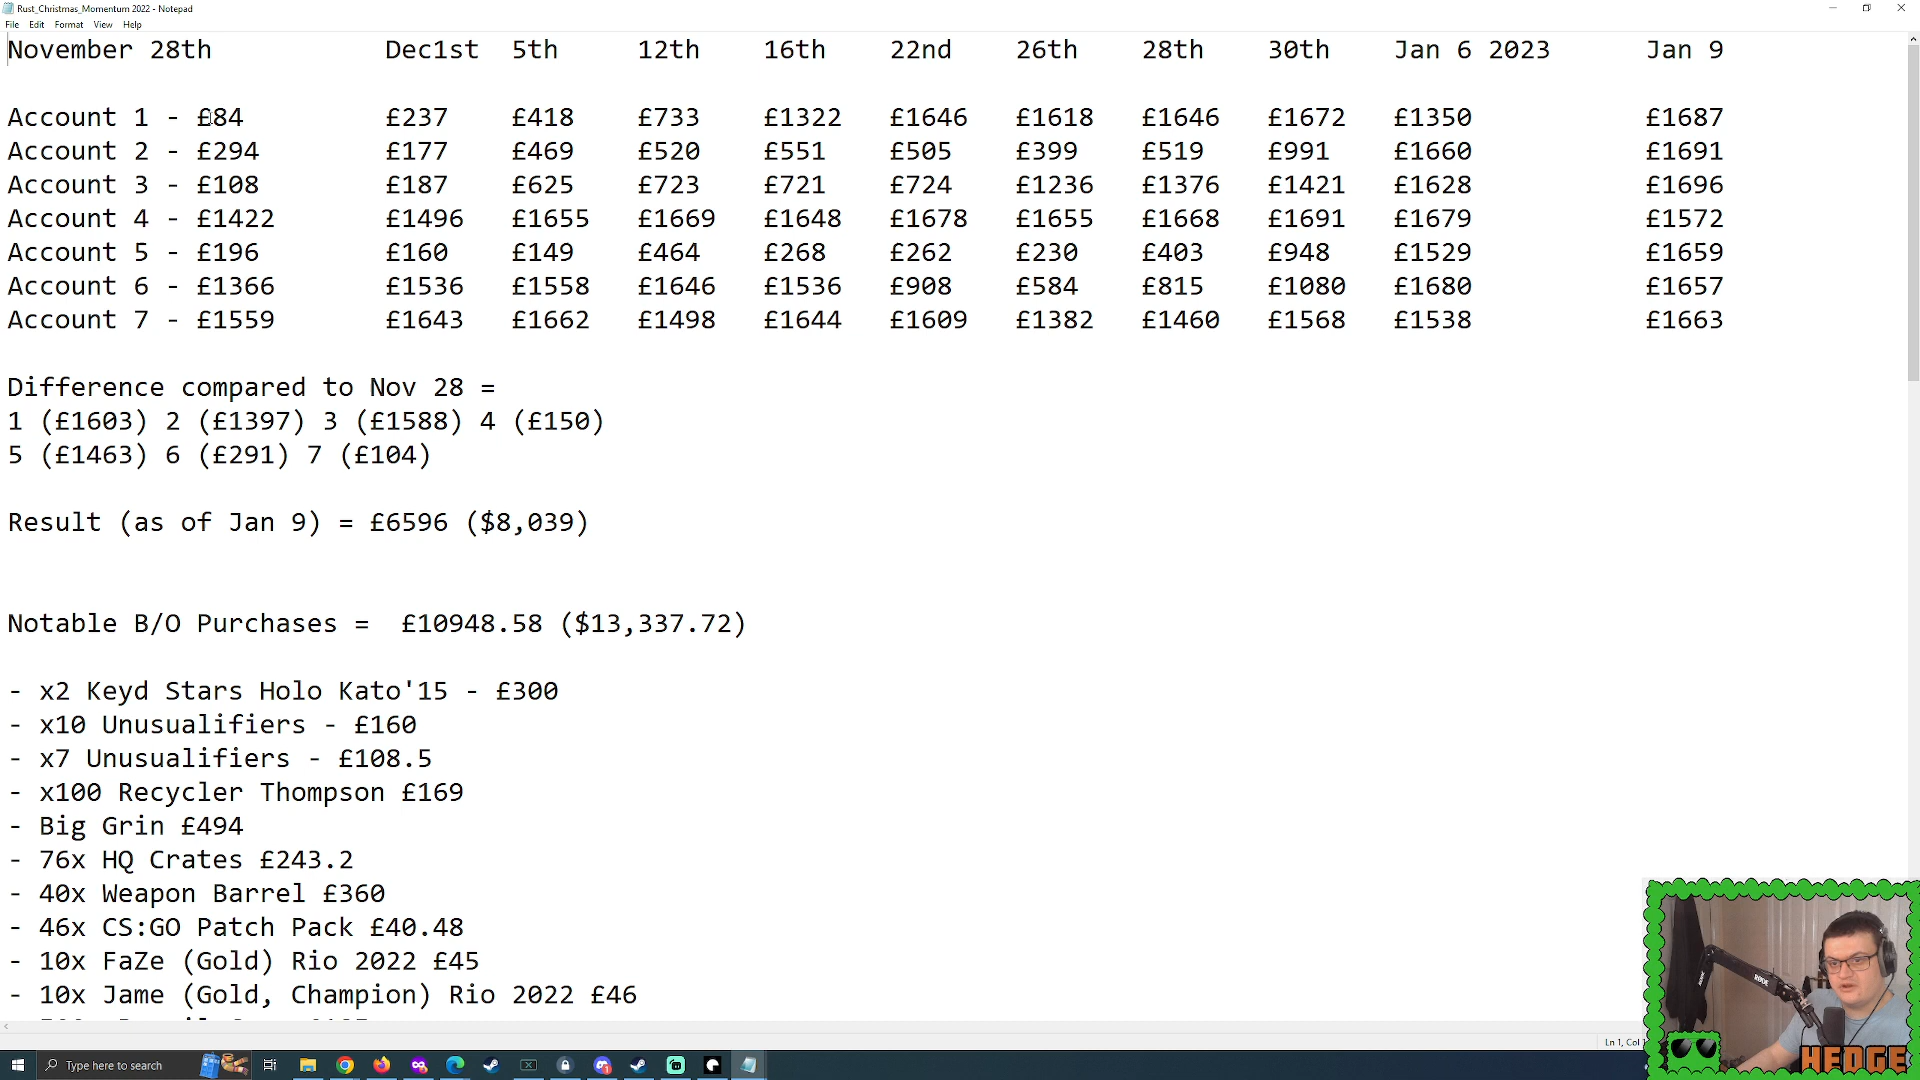 Rust_Christmas_Momentum 2022 - Notepad
File Edit Format View Help
November 28th Dec1st 5th 12th 16th 22nd 26th 28th 30th Jan 6 2023 Jan 9
Account 1 - £84 £237 £418 £733 £1322 £1646 £1618 £1646 £1672 £1350 £1687
Account 2 - £294 £177 £469 £520 £551 £505 £399 £519 £991 £1660 £1691
Account 3 - £108 £187 £625 £723 £721 £724 £1236 £1376 £1421 £1628 £1696
Account 4 - £1422 £1496 £1655 £1669 £1648 £1678 £1655 £1668 £1691 £1679 £1572
Account 5 - £196 £160 £149 £464 £268 £262 £230 £403 £948 £1529 £1659
Account 6 - £1366 £1536 £1558 £1646 £1536 £908 £584 £815 £1080 £1680 £1657
Account 7 - £1559 £1643 £1662 £1498 £1644 £1609 £1382 £1460 £1568 £1538 £1663
Difference compared to Nov 28 =
1 (£1603) 2 (£1397) 3 (£1588) 4 (£150)
5 (£1463) 6 (£291) 7 (£104)
Result (as of Jan 9) = £6596 ($8,039)
Notable B/O Purchases = £10948.58 ($13,337.72)
- x2 Keyd Stars Holo Kato'15 - £300
- x10 Unusualifiers - £160
- x7 Unusualifiers - £108.5
- x100 Recycler Thompson £169
- Big Grin £494
- 76x HQ Crates £243.2
- 40x Weapon Barrel £360
- 46x CS:GO Patch Pack £40.48
- 10x FaZe (Gold) Rio 2022 £45
- 10x Jame (Gold, Champion) Rio 2022 £46
Ln 1, Col
RØDE
HEDGE
Type here to search